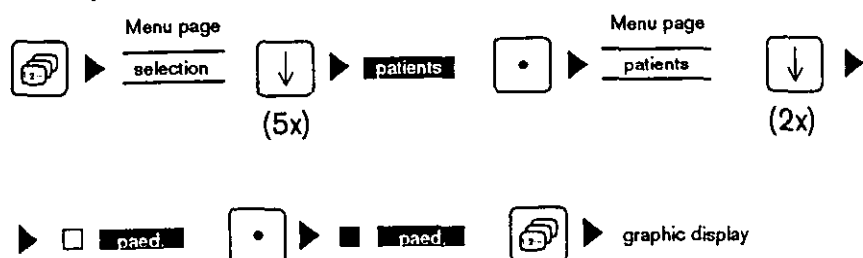 Menu page
selection
patients
Menu page
patients
(5x)
(2x)
paed.
paed.
graphic display